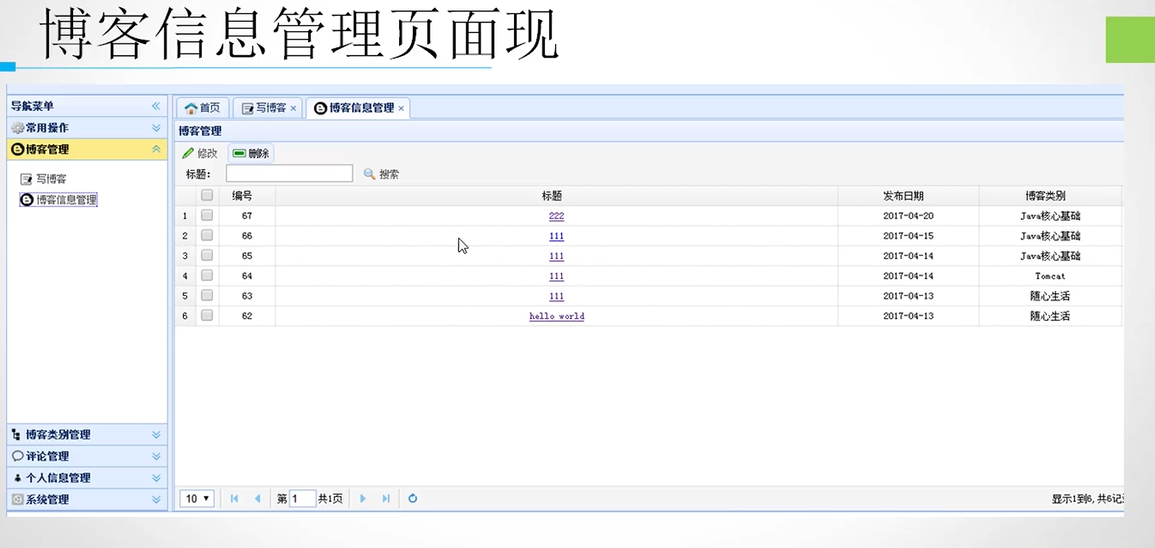 博客信息管理页面现
导航菜单
常用操作
博客管理
写博客
博客信息管理
博客类别管理
评论管理
个人信息管理
系统管理
首页 写博客 × 博客信息管理 ×
博客管理
修改 删除
标题: 搜索
编号 标题 发布日期 博客类别
1 67 222 2017-04-20 Java核心基础
2 66 111 2017-04-15 Java核心基础
3 65 111 2017-04-14 Java核心基础
4 64 111 2017-04-14 Tomcat
5 63 111 2017-04-13 随心生活
6 62 hello world 2017-04-13 随心生活
10 第 1 共1页 显示1到6, 共6记